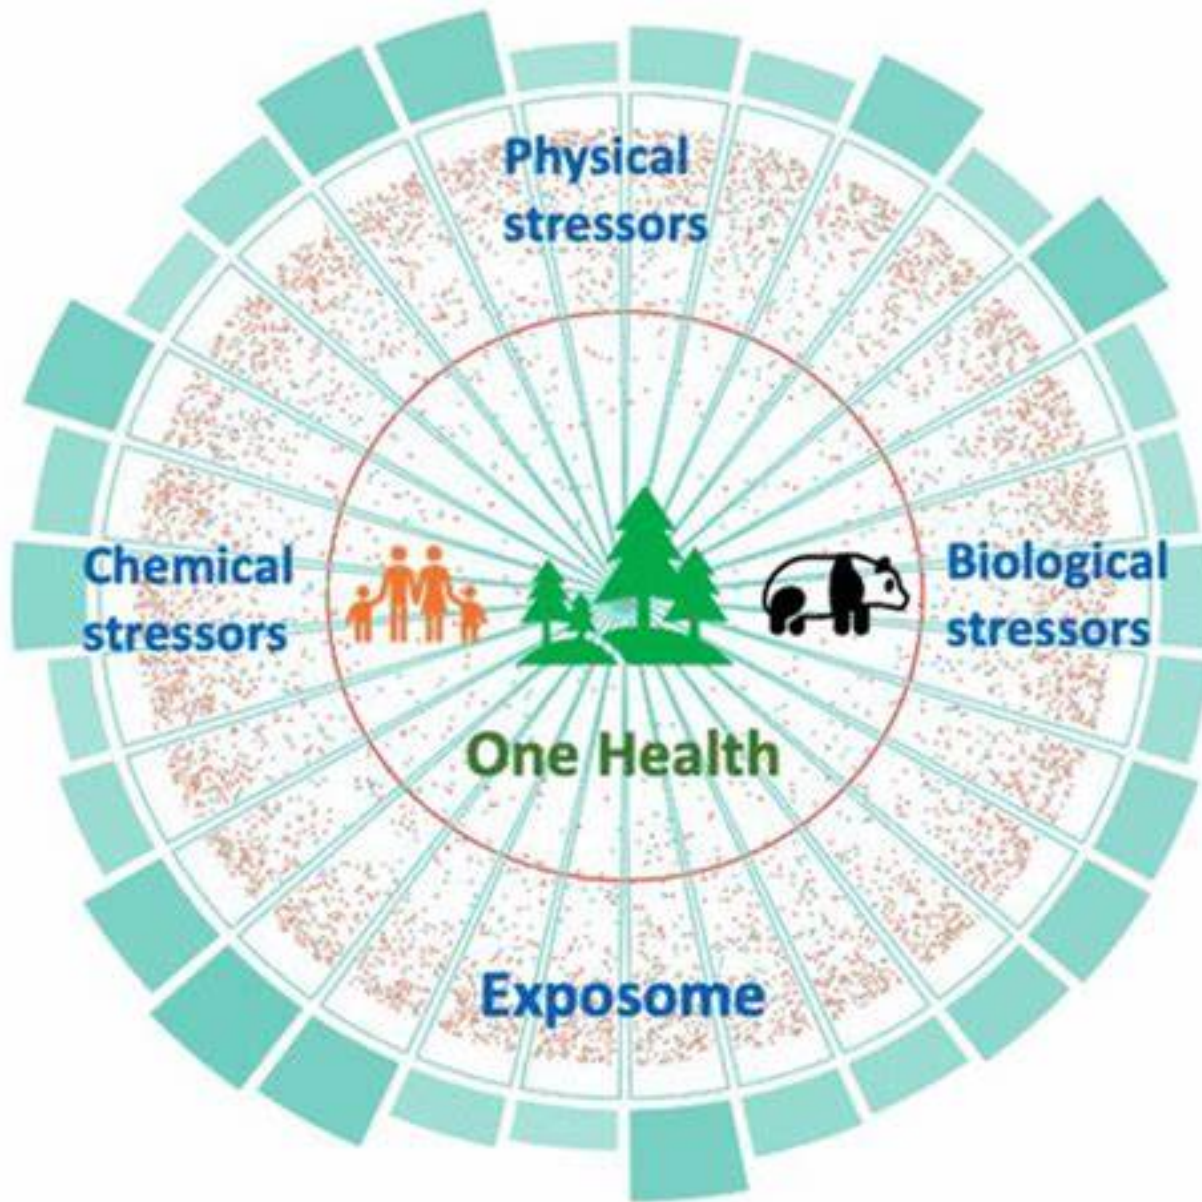 Physical
stressors
Chemical
stressors
Biological
stressors
One Health
Exposome